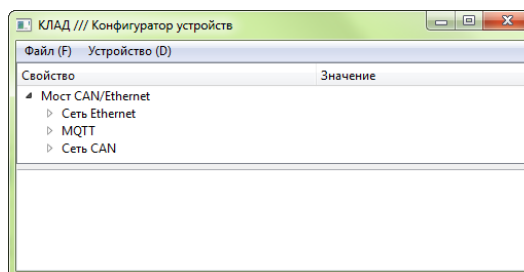 КЛАД /// Конфигуратор устройств
Файл (F) Устройство (D)
Свойство Значение
Мост CAN/Ethernet
Сеть Ethernet
MQTT
Сеть CAN